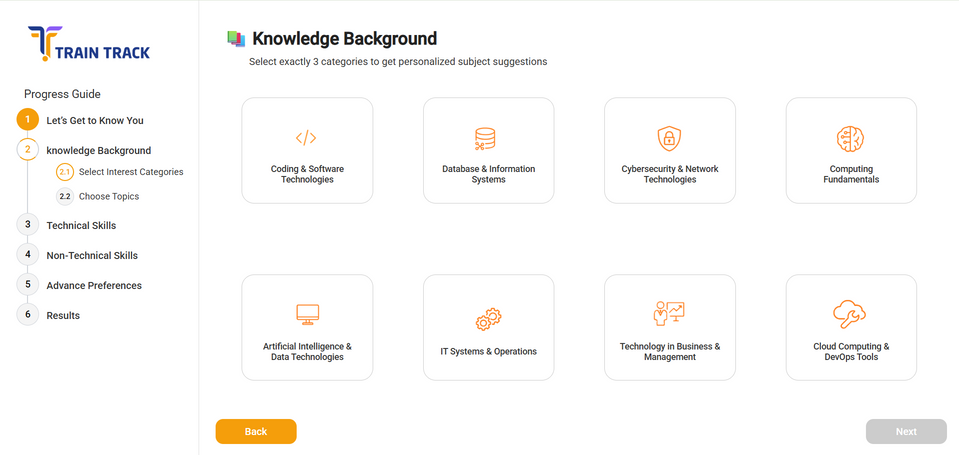 TRAIN TRACK
Progress Guide
1
Let's Get to Know You
2
knowledge Background
2.1
Select Interest Categories
2.2
Choose Topics
3
Technical Skills
4
Non-Technical Skills
5
Advance Preferences
6
Results
Knowledge Background
Select exactly 3 categories to get personalized subject suggestions
Coding & Software
Technologies
Database & Information
Systems
Cybersecurity & Network
Technologies
Computing
Fundamentals
Artificial Intelligence &
Data Technologies
IT Systems & Operations
Technology in Business &
Management
Cloud Computing &
DevOps Tools
Back
Next